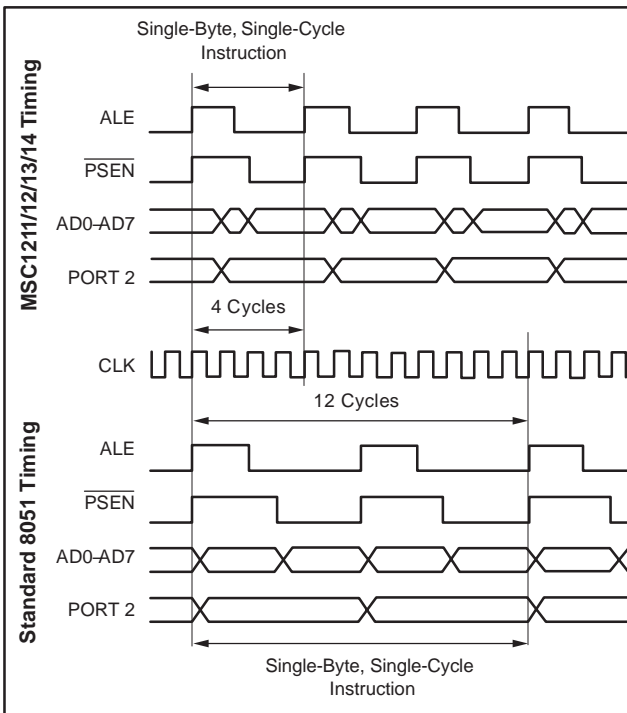 Single-Byte, Single-Cycle
Instruction
MSC1211/12/13/14 Timing
ALE
PSEN
AD0-AD7
PORT 2
4 Cycles
CLK
12 Cycles
Standard 8051 Timing
ALE
PSEN
AD0-AD7
PORT 2
Single-Byte, Single-Cycle
Instruction